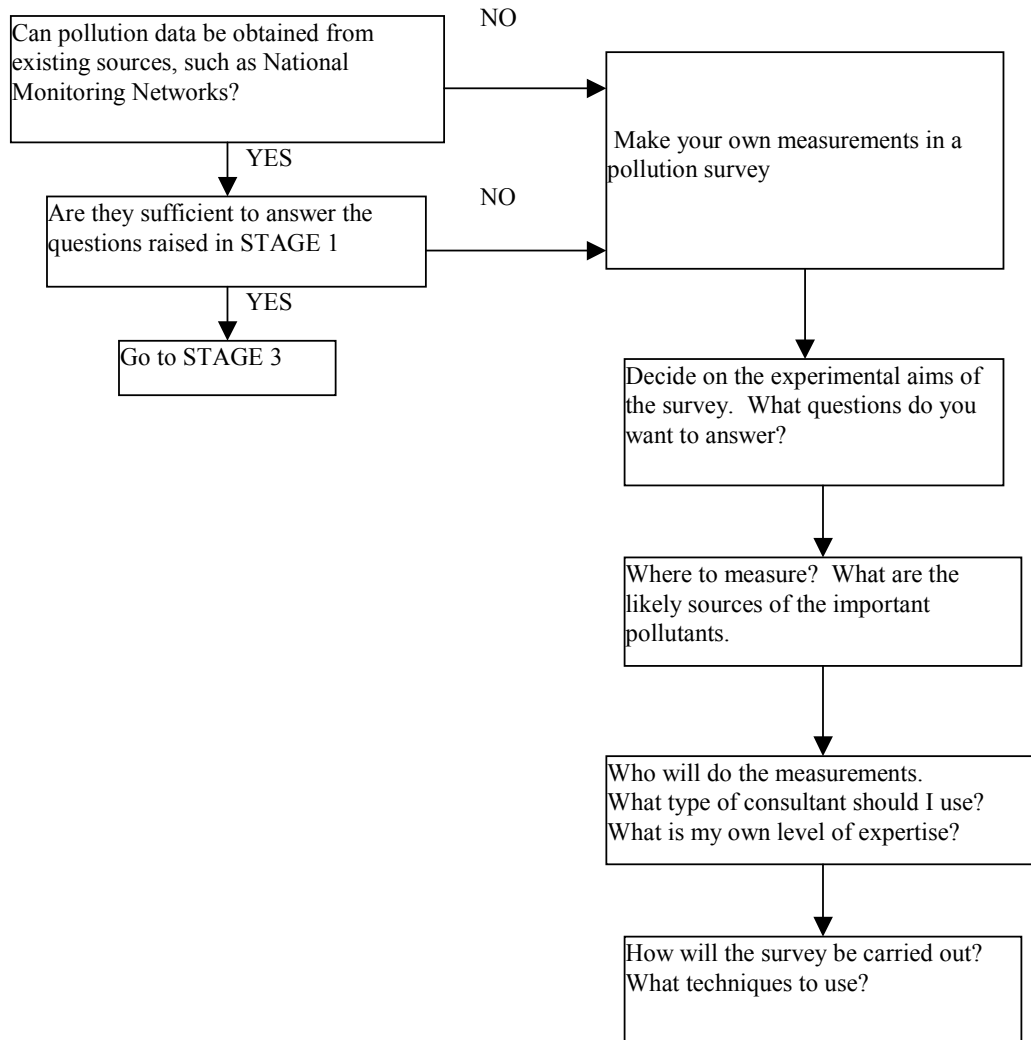 NO
Can pollution data be obtained from
existing sources, such as National
Monitoring Networks?
Make your own measurements in a
pollution survey
YES
NO
Are they sufficient to answer the
questions raised in STAGE 1
YES
Go to STAGE 3
Decide on the experimental aims of
the survey.  What questions do you
want to answer?
Where to measure?  What are the
likely sources of the important
pollutants.
Who will do the measurements.
What type of consultant should I use?
What is my own level of expertise?
How will the survey be carried out?
What techniques to use?